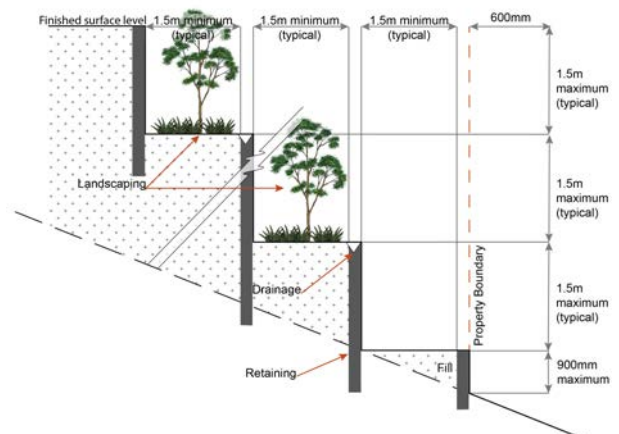 Finished surface level
1.5m minimum
(typical)
1.5m minimum
(typical)
1.5m minimum
(typical)
600mm
1.5m
maximum
(typical)
Landscaping
1.5m
maximum
(typical)
Drainage
Property Boundary
1.5m
maximum
(typical)
Retaining
Fill
900mm
maximum